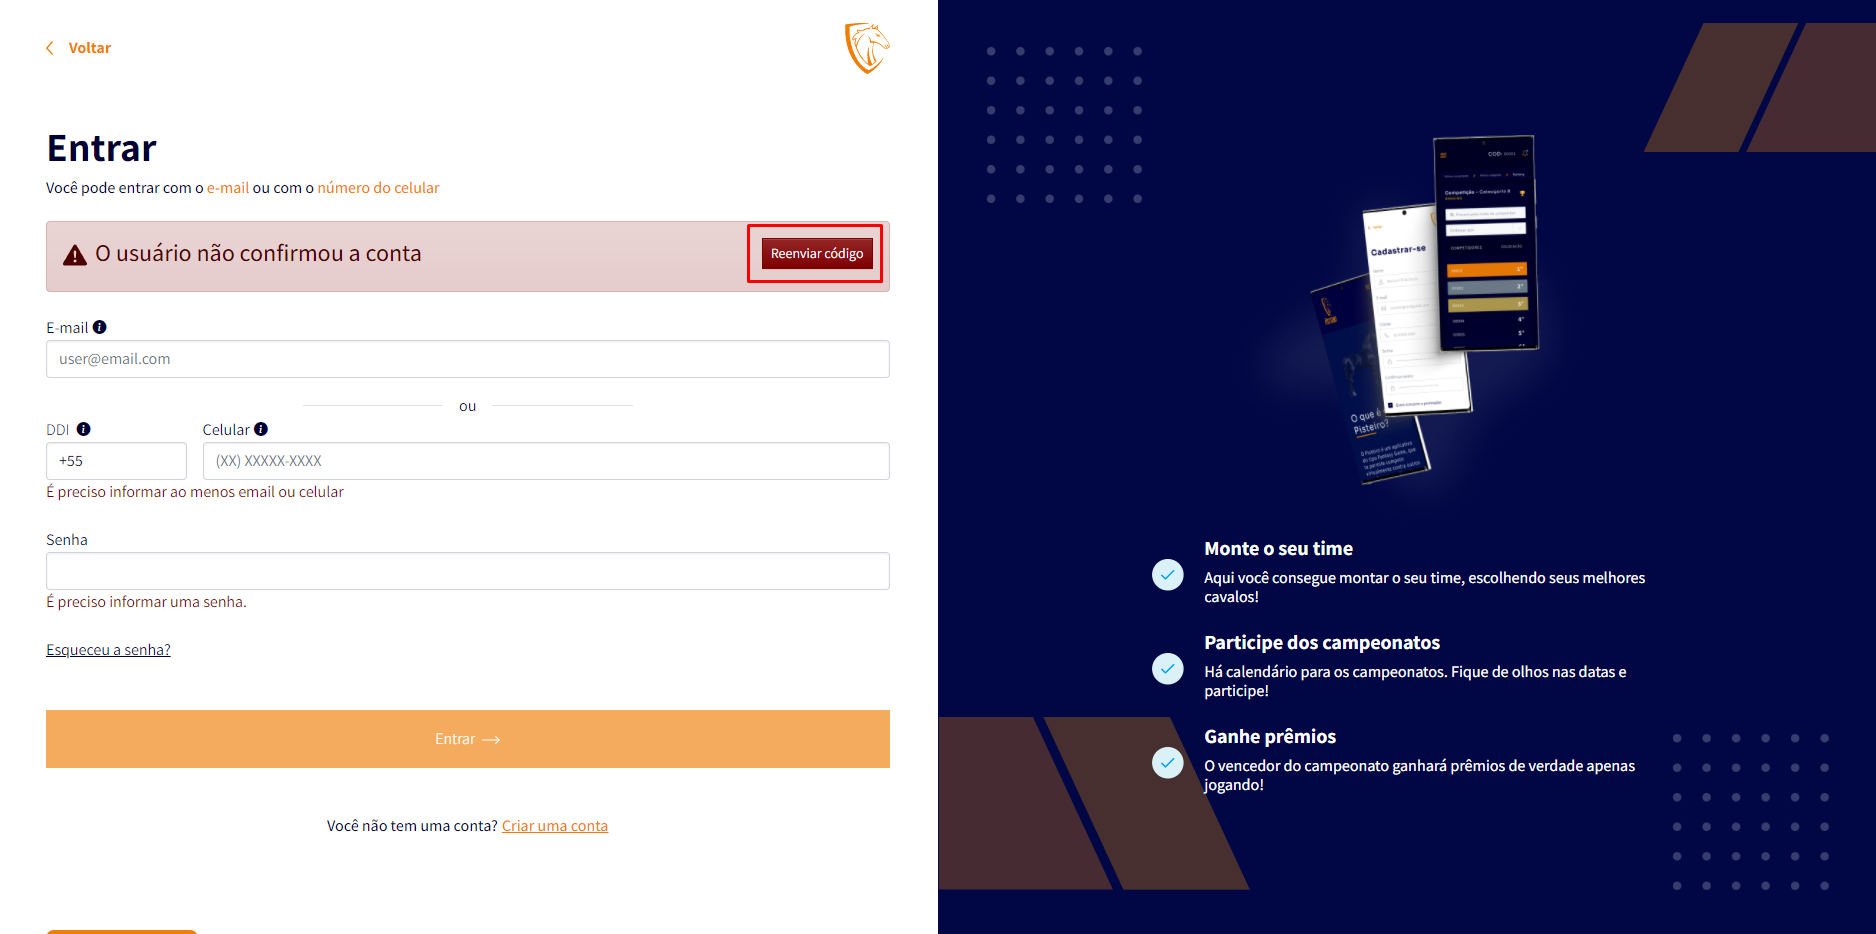 Voltar
Entrar
Você pode entrar com o e-mail ou com o número do celular
O usuário não confirmou a conta
Reenviar código
E-mail
user@email.com
ou
DDI
Celular
+55
(XX) XXXXX-XXXX
É preciso informar ao menos email ou celular
Senha
É preciso informar uma senha.
Esqueceu a senha?
Entrar
Você não tem uma conta? Criar uma conta
Cadastrar-se
O que é
Pisteiro?
Monte o seu time
Aqui você consegue montar o seu time, escolhendo seus melhores
cavalos!
Participe dos campeonatos
Há calendário para os campeonatos. Fique de olhos nas datas e
participe!
Ganhe prêmios
O vencedor do campeonato ganhará prêmios de verdade apenas
jogando!